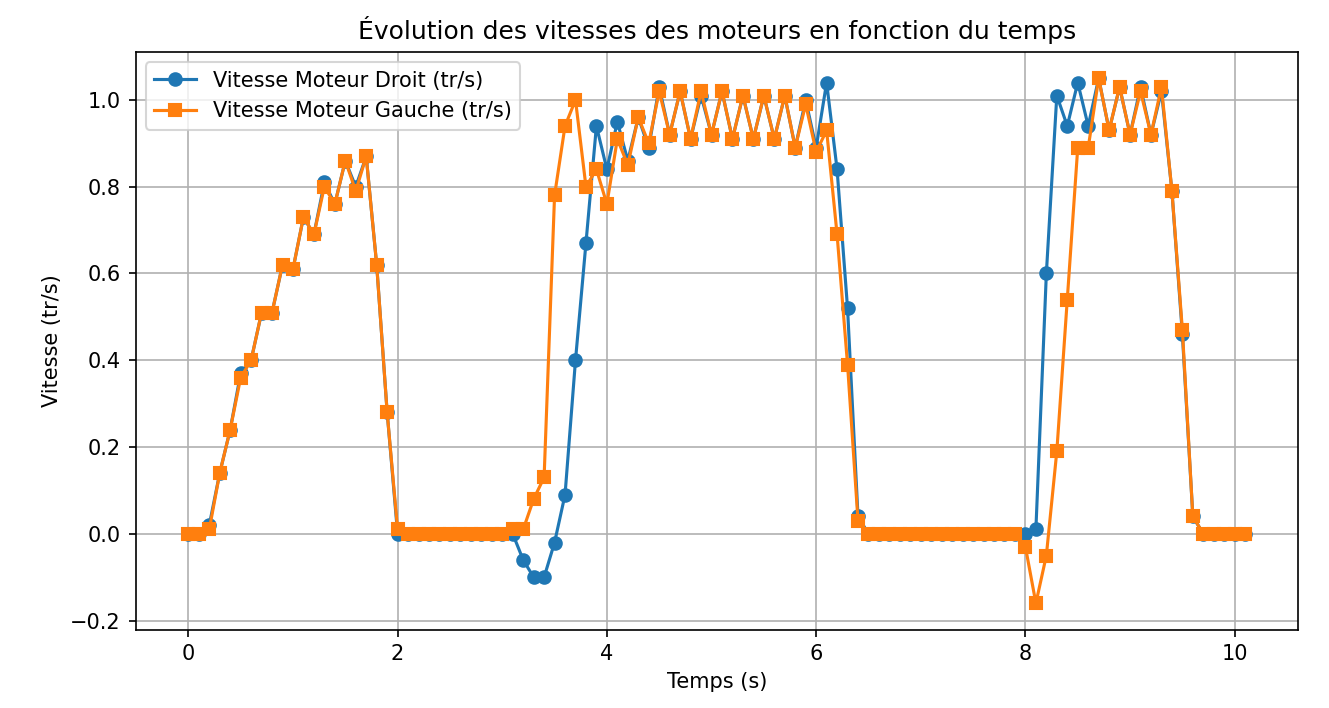 Évolution des vitesses des moteurs en fonction du temps
Vitesse Moteur Droit (tr/s)
Vitesse Moteur Gauche (tr/s)
Vitesse (tr/s)
1.0
0.8
0.6
0.4
0.2
0.0
−0.2
0 2 4 6 8 10
Temps (s)